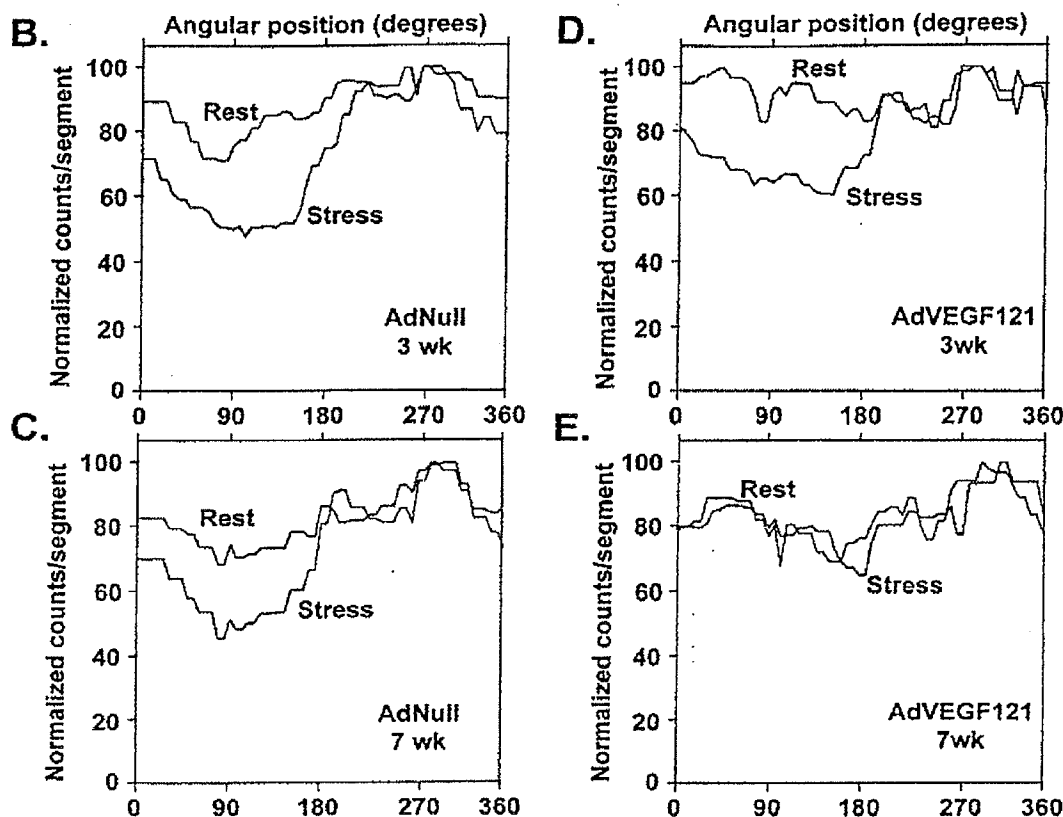 B.
Angular position (degrees)
Normalized counts/segment
100
80
60
40
20
0
Rest
Stress
AdNull
3 wk
0 90 180 270 360
D.
Angular position (degrees)
Normalized counts/segment
100
80
60
40
20
0
Rest
Stress
AdVEGF121
3wk
0 90 180 270 360
C.
Normalized counts/segment
100
80
60
40
20
0
Rest
Stress
AdNull
7 wk
0 90 180 270 360
E.
Normalized counts/segment
100
80
60
40
20
0
Rest
Stress
AdVEGF121
7wk
0 90 180 270 360